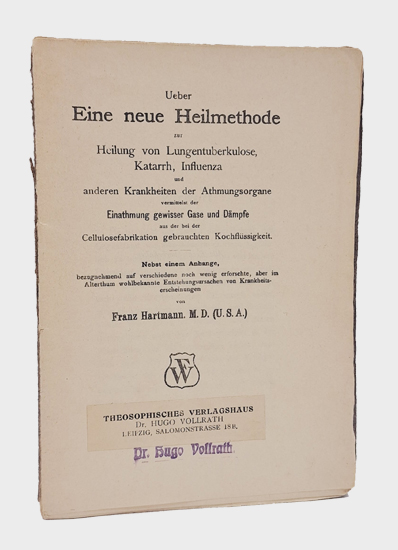 Ueber
Eine neue Heilmethode
zur
Heilung von Lungentuberkulose,
Katarrh, Influenza
und
anderen Krankheiten der Athmungsorgane
vermittels der
Einathmung gewisser Gase und Dämpfe
aus der bei der
Cellulosefabrikation gebrauchten Kochflüssigkeit.
Nebst einem Anhange,
bezugnehmend auf verschiedene noch wenig erforschte, aber im
Alterthum wohlbekannte Entstehungsursachen von Krankheits-
erscheinungen
von
Franz Hartmann. M. D. (U. S. A.)
WF
THEOSOPHISCHES VERLAGSHAUS
Dr. HUGO VOLLRATH
LEIPZIG, SALOMONSTRASSE 18B.
Dr. Hugo Vollrath.